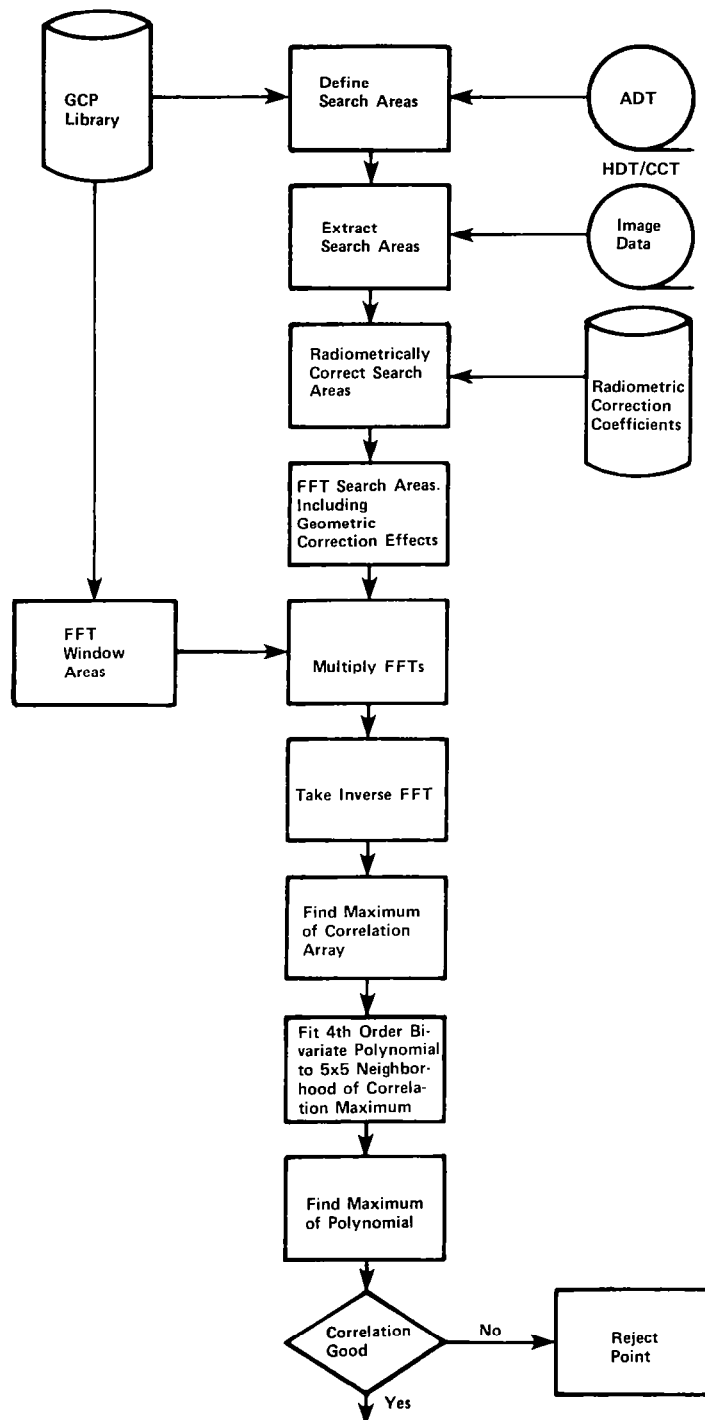 GCP
Library
Define
Search Areas
ADT
HDT/CCT
Extract
Search Areas
Image
Data
Radiometrically
Correct Search
Areas
Radiometric
Correction
Coefficients
FFT Search Areas.
Including
Geometric
Correction Effects
FFT
Window
Areas
Multiply FFTs
Take Inverse FFT
Find Maximum
of Correlation
Array
Fit 4th Order Bi-
variate Polynomial
to 5x5 Neighbor-
hood of Correla-
tion Maximum
Find Maximum
of Polynomial
Correlation
Good
No
Reject
Point
Yes